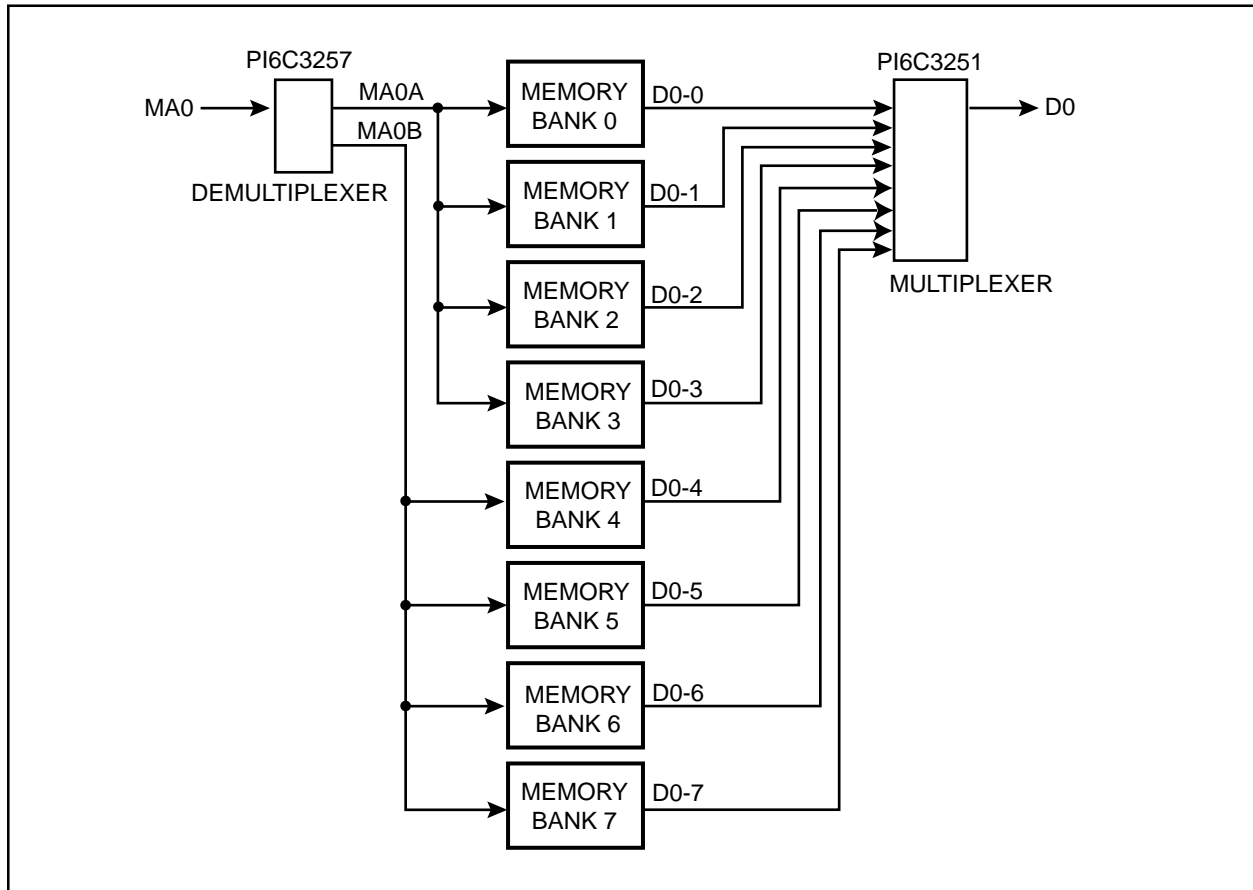 PI6C3257
PI6C3251
MA0
MA0A
MA0B
DEMULTIPLEXER
MEMORY
BANK 0
D0-0
D0
MULTIPLEXER
MEMORY
BANK 1
D0-1
MEMORY
BANK 2
D0-2
MEMORY
BANK 3
D0-3
MEMORY
BANK 4
D0-4
MEMORY
BANK 5
D0-5
MEMORY
BANK 6
D0-6
MEMORY
BANK 7
D0-7